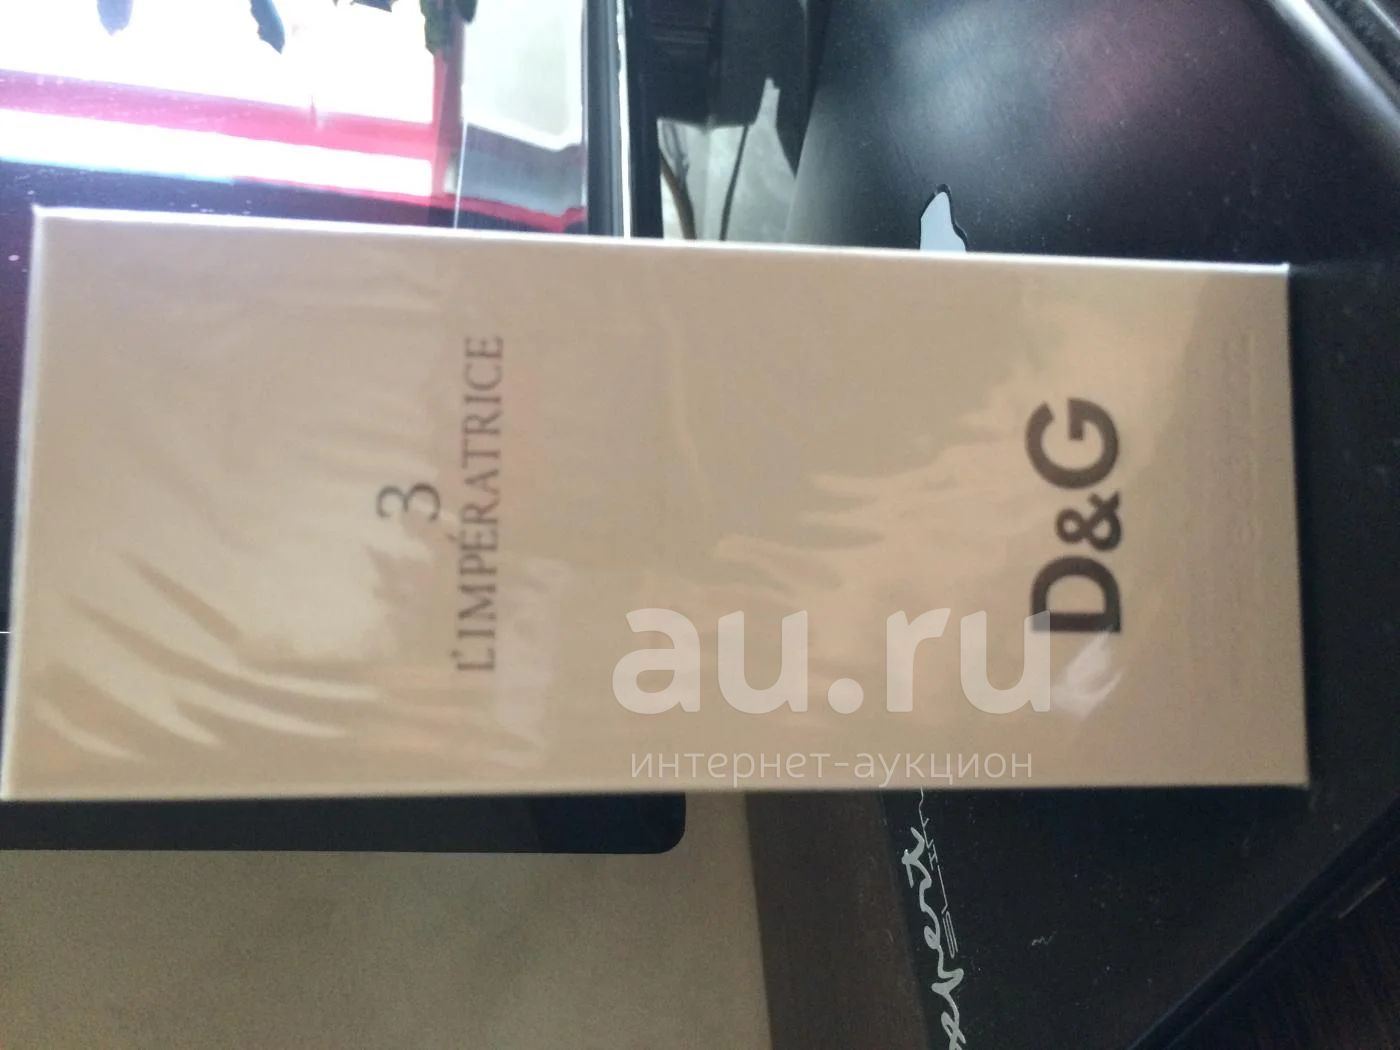 3
L'IMPÉRATRICE
D&G
au.ru
интернет-аукцион